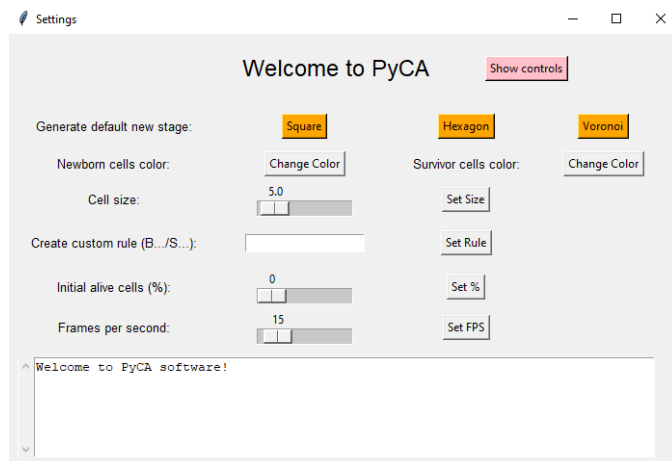 Settings
Welcome to PyCA
Show controls
Generate default new stage:
Square
Hexagon
Voronoi
Newborn cells color:
Change Color
Survivor cells color:
Change Color
Cell size:
5.0
Set Size
Create custom rule (B.../S...):
Set Rule
Initial alive cells (%):
0
Set %
Frames per second:
15
Set FPS
Welcome to PyCA software!